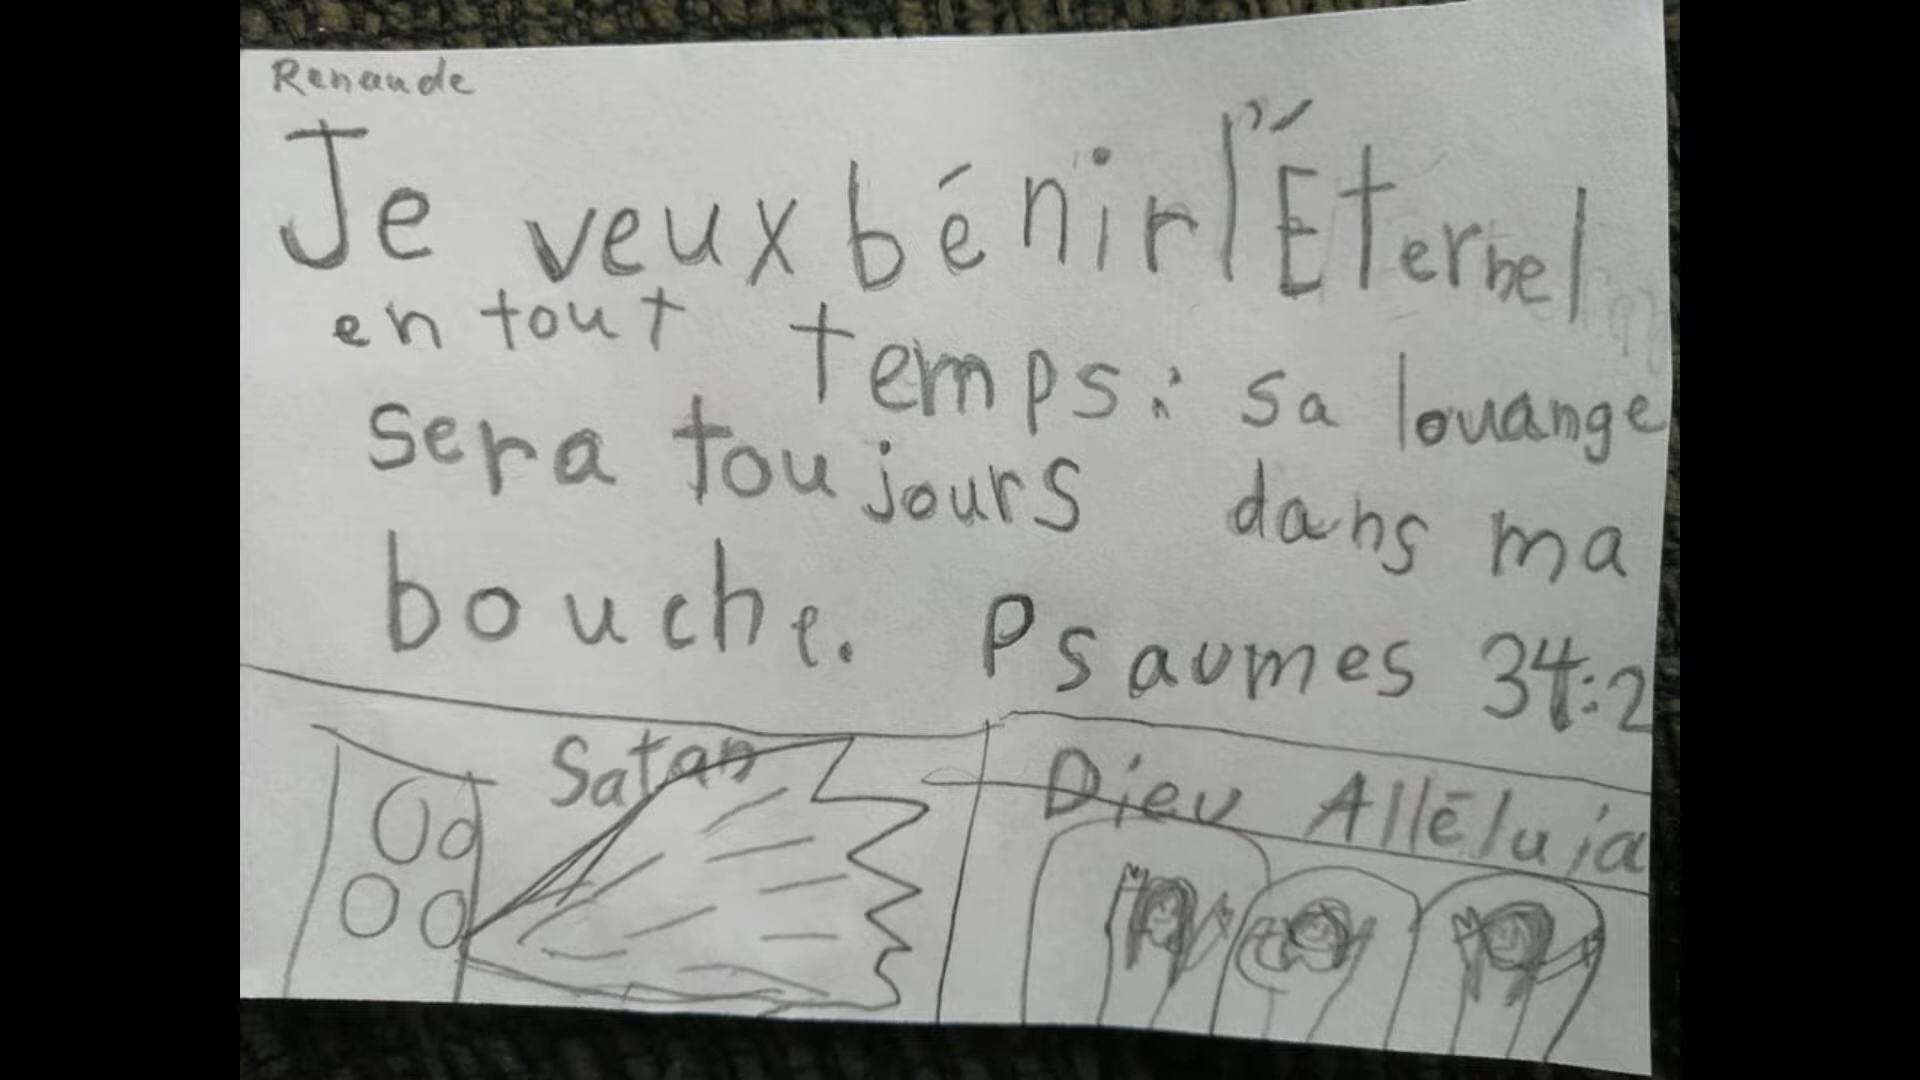 Renaude
Je veux bénir l'Éternel
en tout temps: sa louange
sera toujours dans ma
bouche. Psaumes 34:2
Satan
Dieu Alléluia